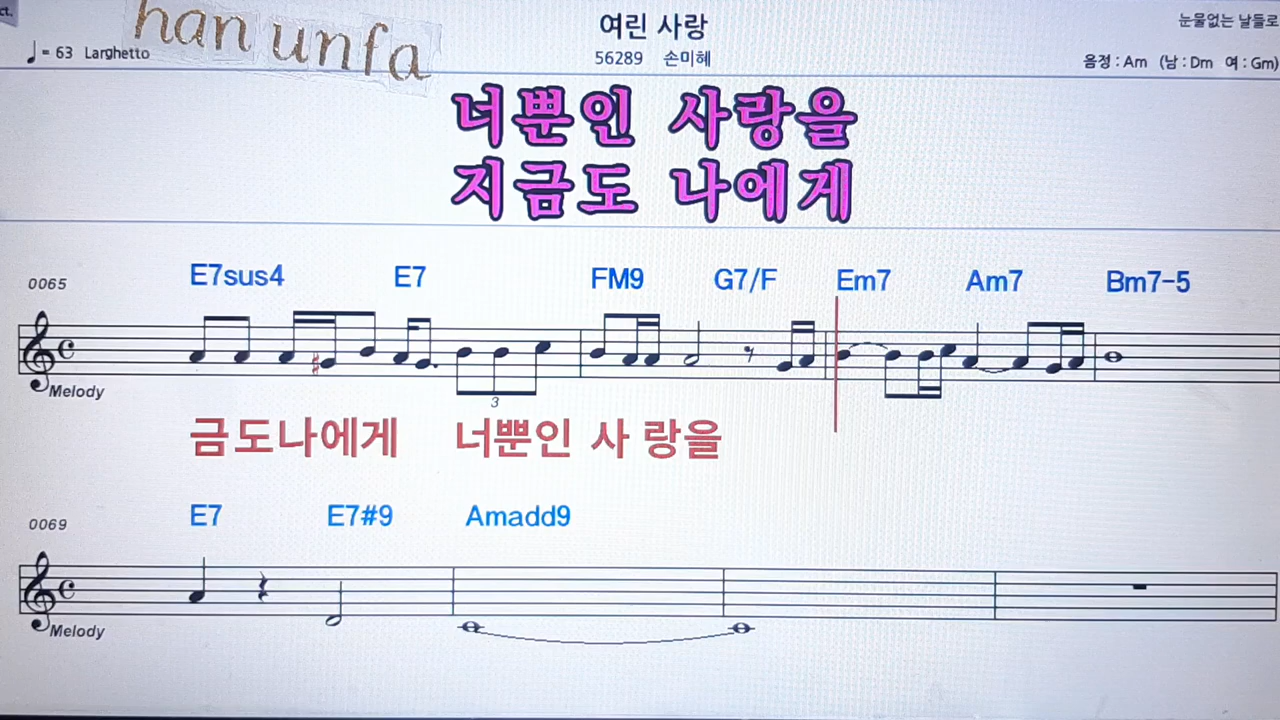 ct.
♩= 63 Larghetto
han unfa
여린 사랑
56289 손미혜
눈물없는 날들로
음정 : Am (남 : Dm 여 : Gm)
너뿐인 사랑을
지금도 나에게
0065 E7sus4 E7 FM9 G7/F Em7 Am7 Bm7-5
3
Melody
금도나에게 너뿐인 사 랑을
0069 E7 E7#9 Amadd9
Melody